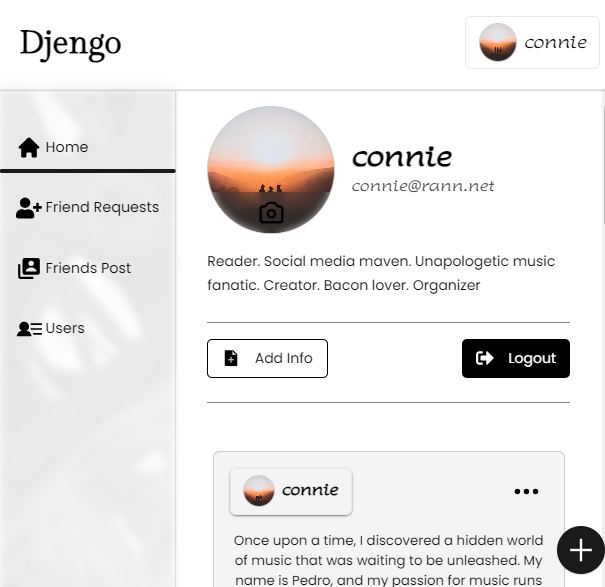 Djengo
connie
Home
Friend Requests
Friends Post
Users
connie
connie@rann.net
Reader. Social media maven. Unapologetic music
fanatic. Creator. Bacon lover. Organizer
Add Info
Logout
connie
Once upon a time, I discovered a hidden world
of music that was waiting to be unleashed. My
name is Pedro, and my passion for music runs